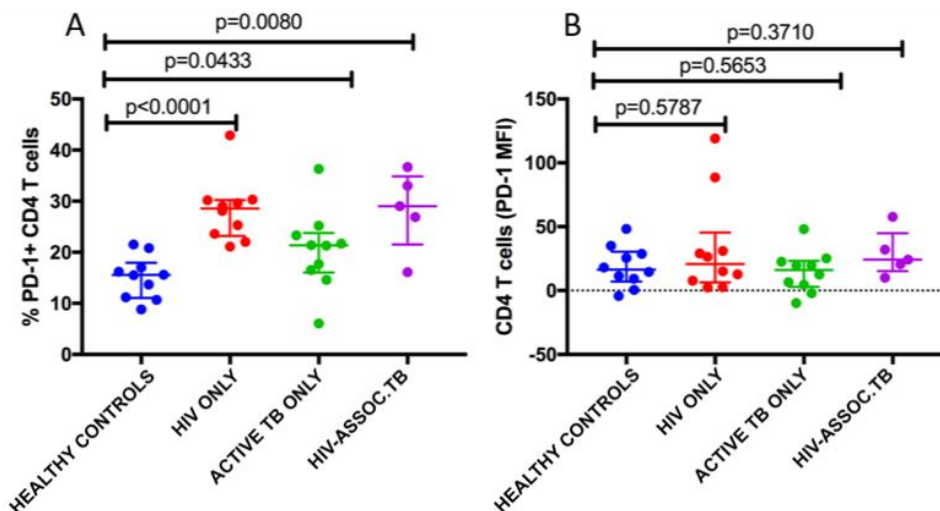 A
p=0.0080
p=0.0433
p<0.0001
50
40
30
20
10
0
% PD-1+ CD4 T cells
HEALTHY CONTROLS
HIV ONLY
ACTIVE TB ONLY
HIV-ASSOC.TB
B
p=0.3710
p=0.5653
p=0.5787
150
100
50
0
-50
CD4 T cells (PD-1 MFI)
HEALTHY CONTROLS
HIV ONLY
ACTIVE TB ONLY
HIV-ASSOC.TB